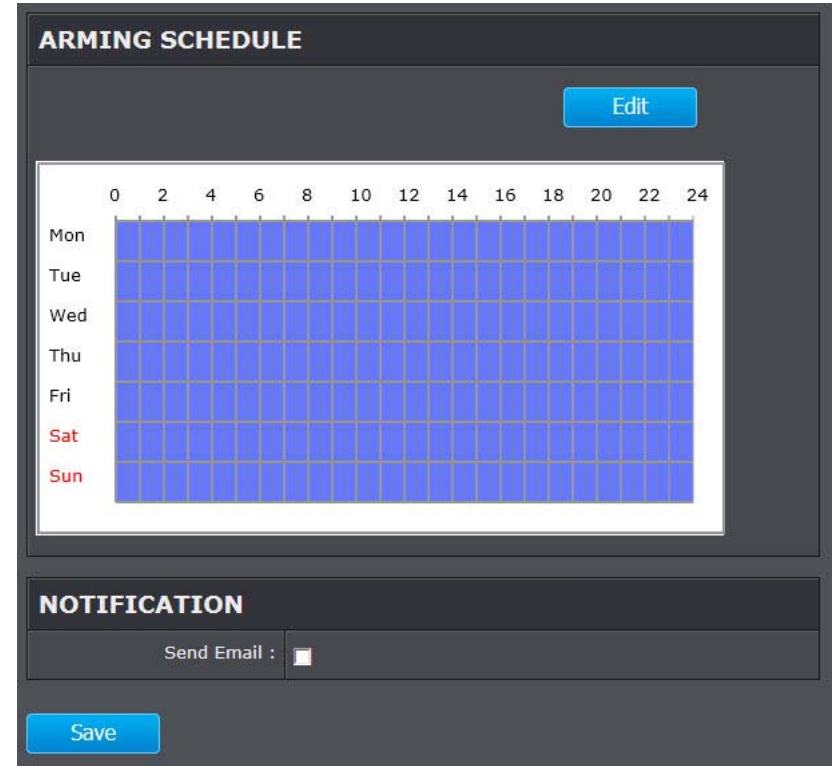 ARMING SCHEDULE
Edit
0 2 4 6 8 10 12 14 16 18 20 22 24
Mon
Tue
Wed
Thu
Fri
Sat
Sun
NOTIFICATION
Send Email :
Save